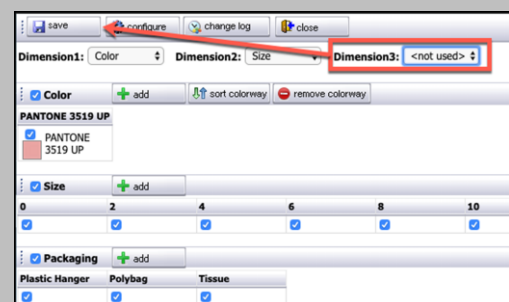 save configure change log close
Dimension1: Color Dimension2: Size Dimension3: <not used>
Color add sort colorway remove colorway
PANTONE 3519 UP
PANTONE
3519 UP
Size add
0 2 4 6 8 10
Packaging add
Plastic Hanger Polybag Tissue